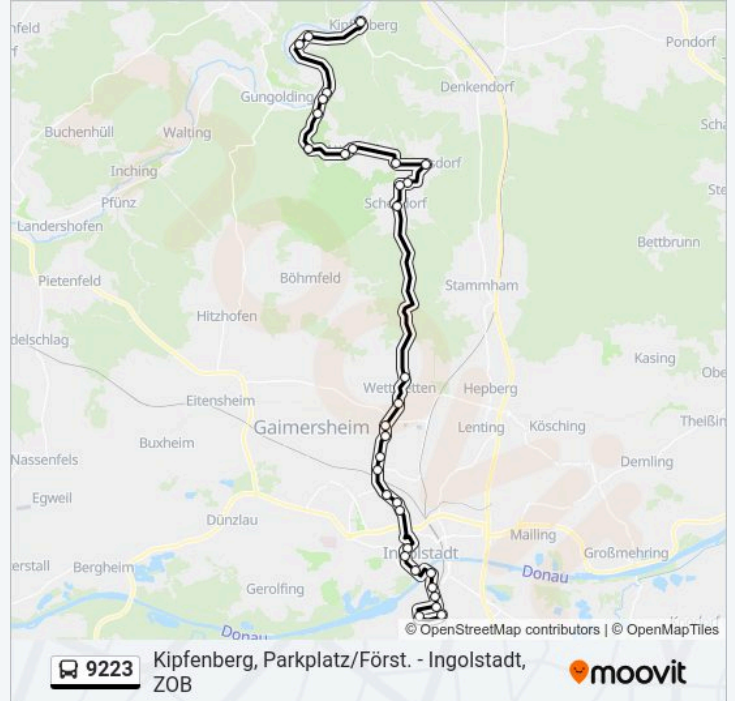 nfeld
Kipfenberg
Pondorf
f
Denkendorf
Gungolding
Scha
Buchenhüll
Walting
sdorf
Inching
Ste
Pfünz
Sche dorf
Landershofen
Bettbrunn
Pietenfeld
Böhmfeld
Stammham
Hitzhofen
delschlag
Kasing
Obe
Wettstetten
Hepberg
Eitensheim
Gaimersheim
Lenting
Kösching
Theißin
Buxheim
Nassenfels
Demling
Egweil
Dünzlau
Mailing
Ingolstadt
Großmehring
erstall
Bergheim
Donau
Gerolfing
Donau
© OpenStreetMap contributors | © OpenMapTiles
9223
Kipfenberg, Parkplatz/Först. - Ingolstadt,
ZOB
moovit